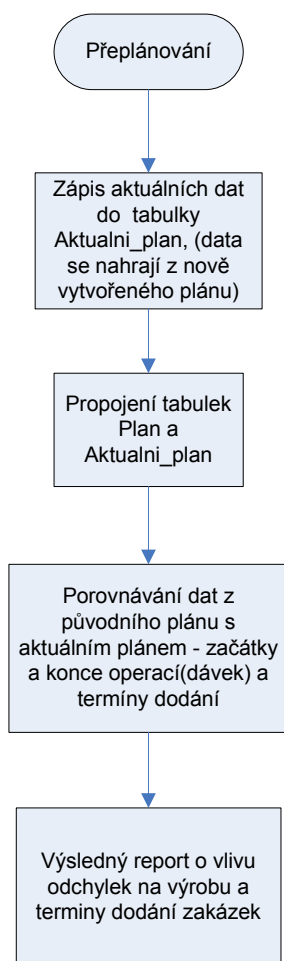 Přeplánování
Zápis aktuálních dat
do  tabulky
Aktualni_plan, (data
se nahrají z nově
vytvořeného plánu)
Propojení tabulek
Plan a
Aktualni_plan
Porovnávání dat z
původního plánu s
aktuálním plánem - začátky
a konce operací(dávek) a
termíny dodání
Výsledný report o vlivu
odchylek na výrobu a
terminy dodání zakázek